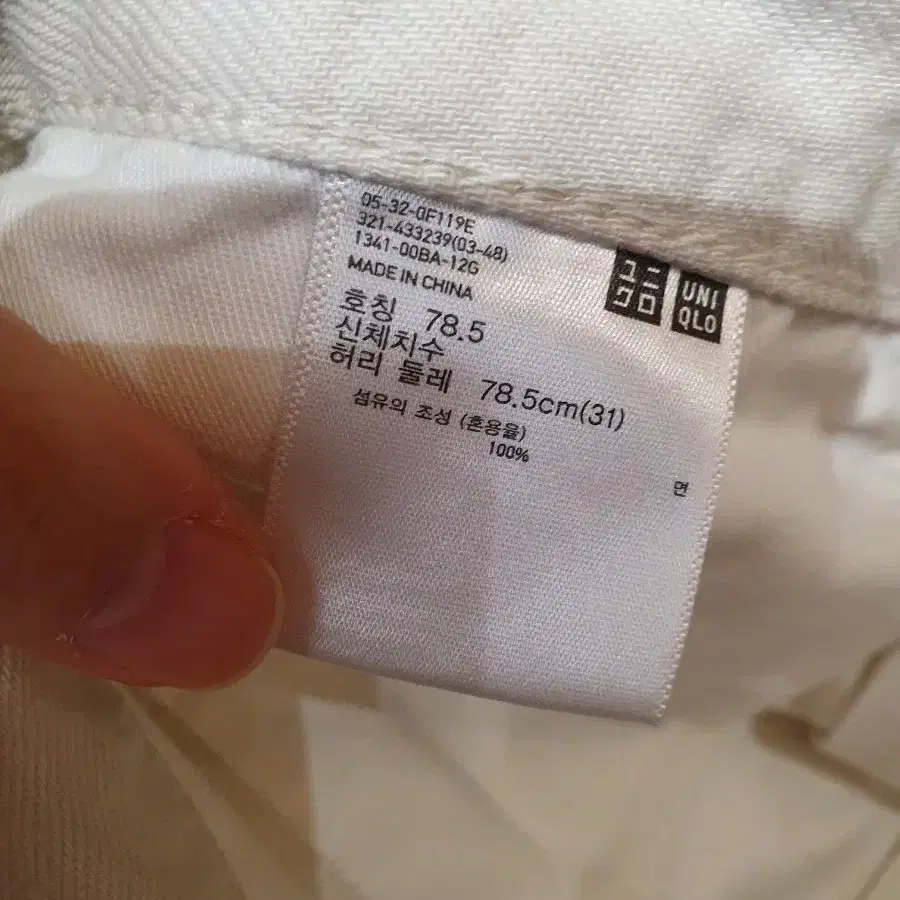 05-32-0F119E
321-433239(03-48)
1341-00BA-12G
MADE IN CHINA
ユニ
クロ
UNI
QLO
호칭 78.5
신체치수
허리 둘레 78.5cm(31)
섬유의 조성 (혼용율)
100%
면